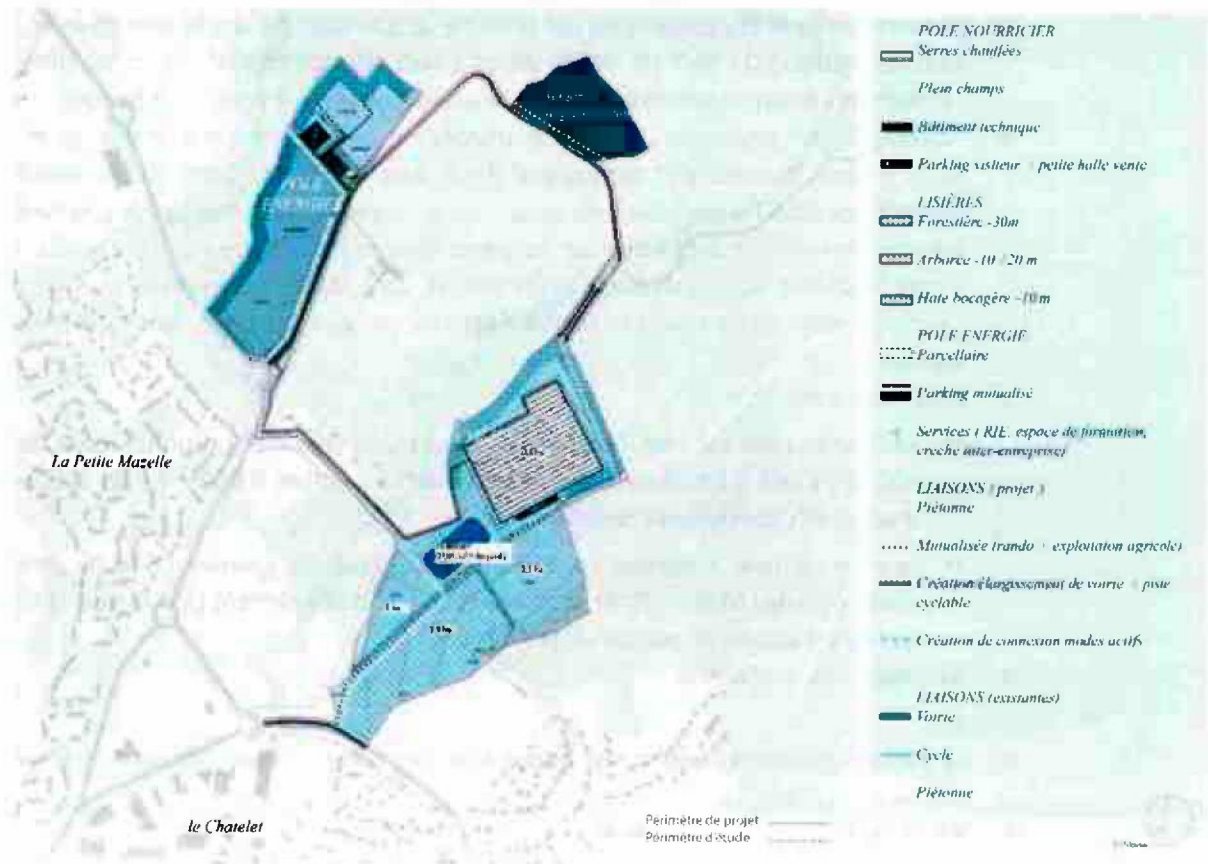 POLE NOURRICIER
Serres chauffées
Plein champs
Bâtiment technique
Parking visiteur + petite halle vente
LISIÈRES
Forestière -30m
Arborée -10 / 20 m
Haie bocagère -10 m
POLE ENERGIE
Parcellaire
Parking mutualisé
Services ( RIE, espace de formation,
creche inter-entreprise)
LIAISONS ( projet )
Piétonne
Mutualisée (rando + exploitation agricole)
Création élargissement de voirie + piste
cyclable
Création de connexion modes actifs
LIAISONS (existantes)
Voirie
Cycle
Piétonne
La Petite Mazelle
le Chatelet
Périmètre de projet
Périmètre d'étude